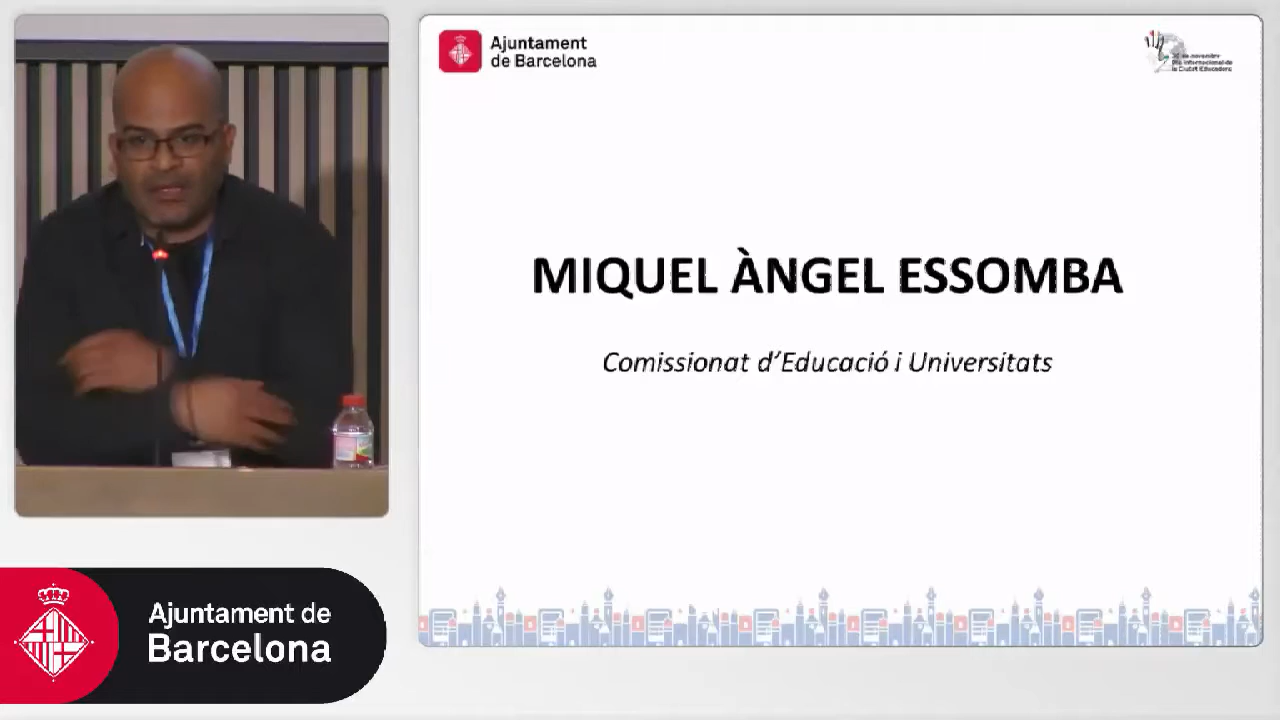 Ajuntament
de Barcelona
MIQUEL ÀNGEL ESSOMBA
Comissionat d'Educació i Universitats
Ajuntament de
Barcelona